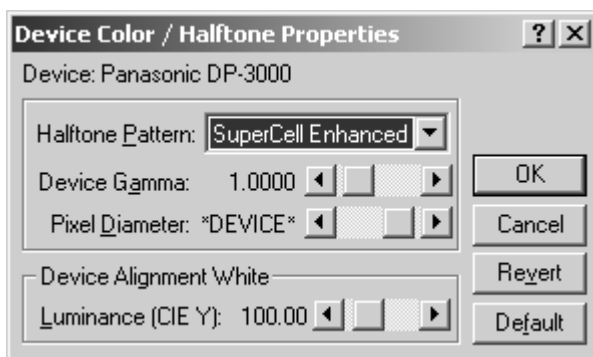 Device Color / Halftone Properties ? ×
Device: Panasonic DP-3000
Halftone Pattern: SuperCell Enhanced
Device Gamma: 1.0000
Pixel Diameter: *DEVICE*
Device Alignment White
Luminance (CIE Y): 100.00
OK
Cancel
Revert
Default